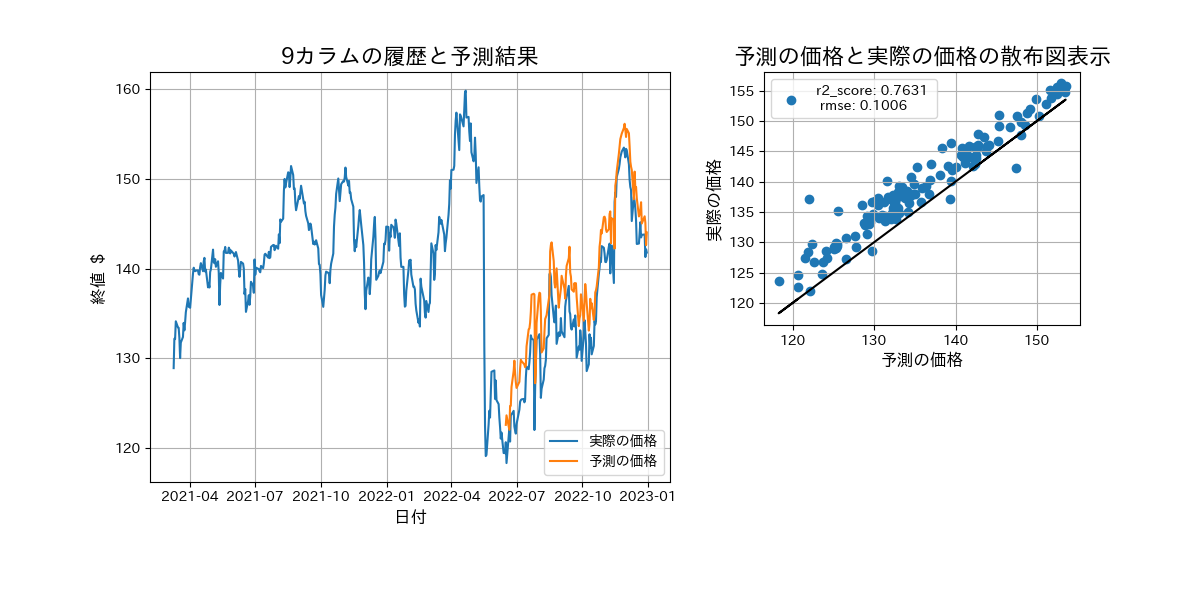 9カラムの履歴と予測結果
終値 $
160
150
140
130
120
2021-04 2021-07 2021-10 2022-01 2022-04 2022-07 2022-10 2023-01
日付
実際の価格
予測の価格
予測の価格と実際の価格の散布図表示
実際の価格
155
150
145
140
135
130
125
120
r2_score: 0.7631
rmse: 0.1006
120 130 140 150
予測の価格